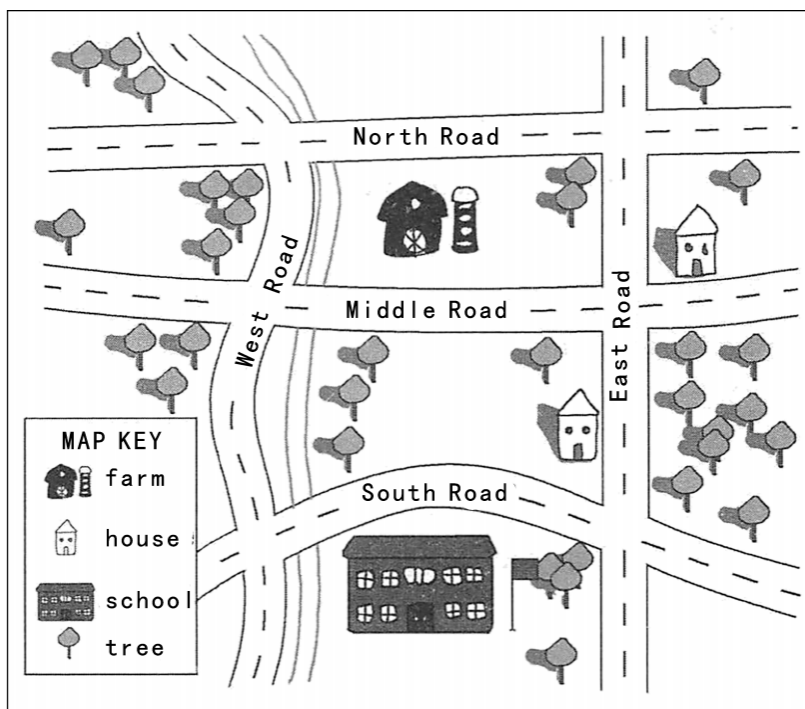 North Road
West Road
Middle Road
East Road
South Road
MAP KEY
farm
house
school
tree